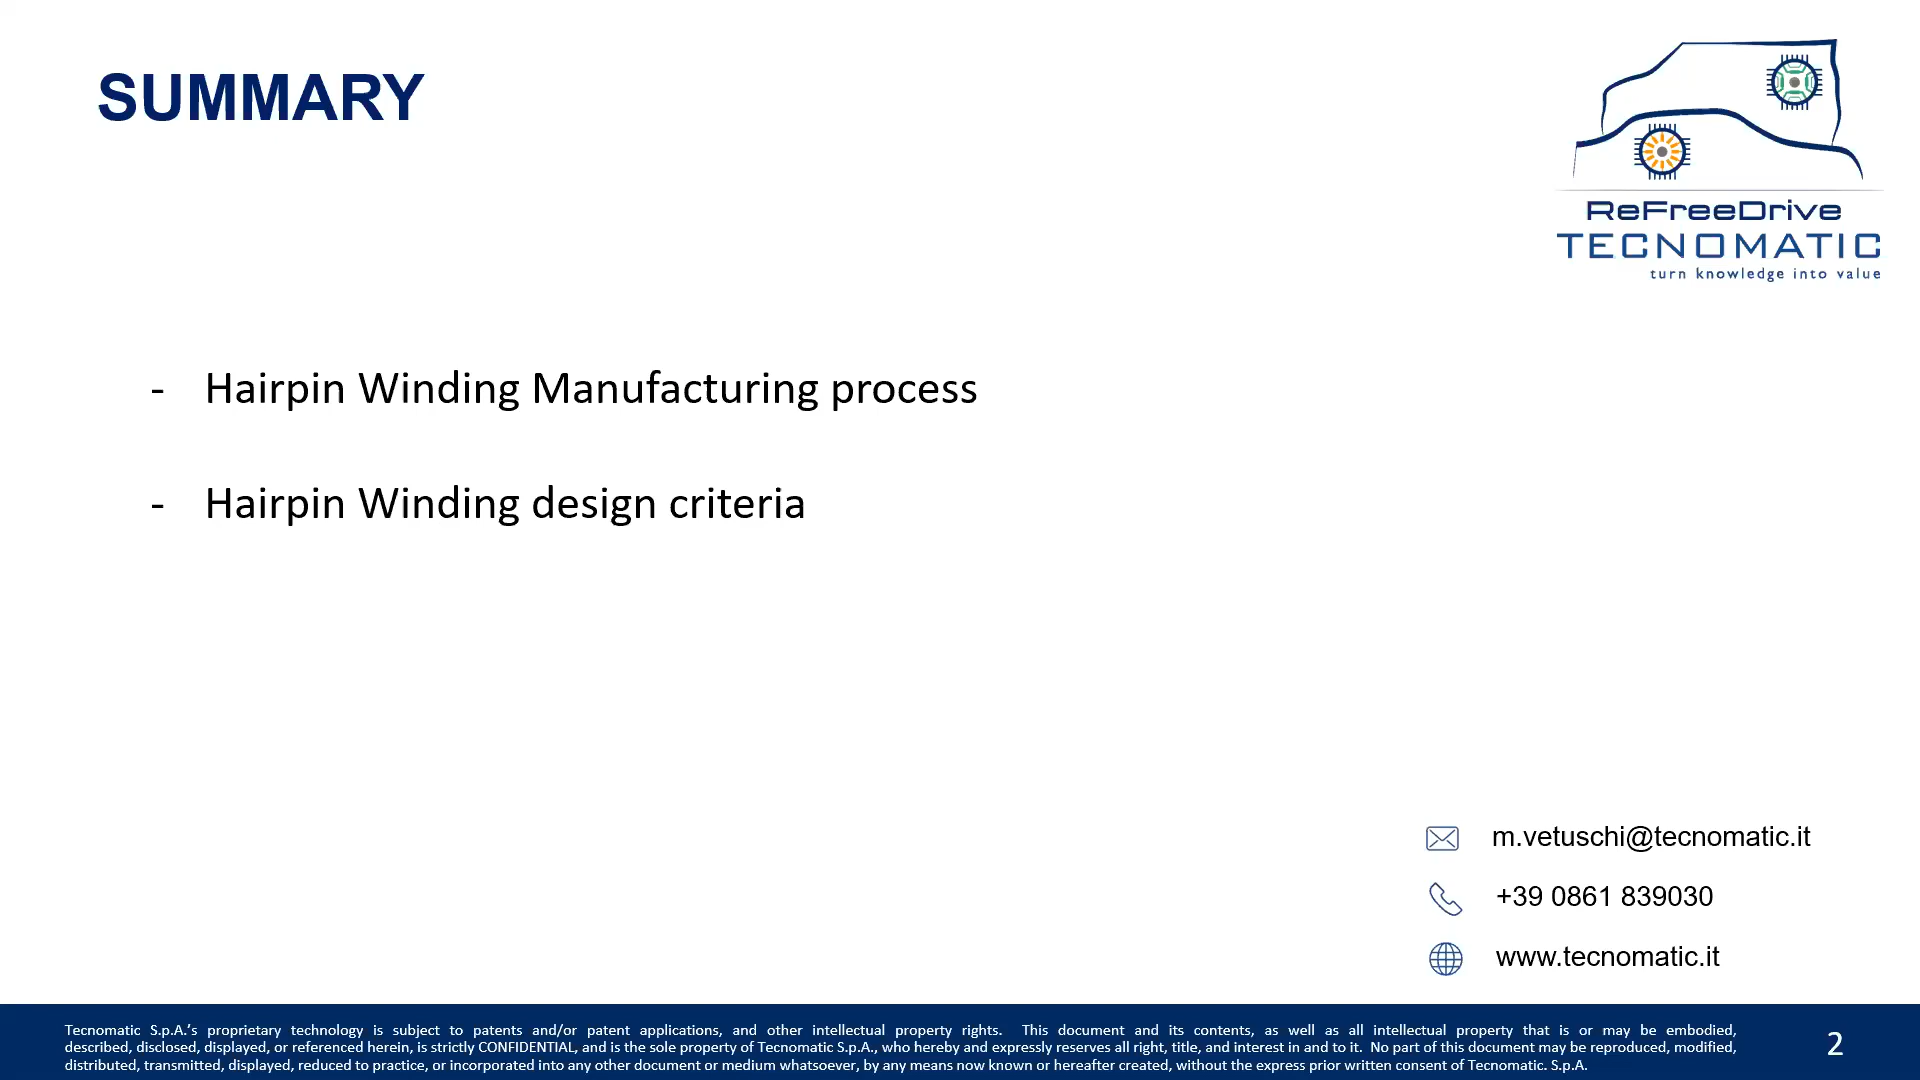 SUMMARY
ReFreeDrive
TECNOMATIC
turn knowledge into value
- Hairpin Winding Manufacturing process
- Hairpin Winding design criteria
m.vetuschi@tecnomatic.it
+39 0861 839030
www.tecnomatic.it
Tecnomatic S.p.A.'s proprietary technology is subject to patents and/or patent applications, and other intellectual property rights. This document and its contents, as well as all intellectual property that is or may be embodied,
described, disclosed, displayed, or referenced herein, is strictly CONFIDENTIAL, and is the sole property of Tecnomatic S.p.A., who hereby and expressly reserves all right, title, and interest in and to it. No part of this document may be reproduced, modified,
distributed, transmitted, displayed, reduced to practice, or incorporated into any other document or medium whatsoever, by any means now known or hereafter created, without the express prior written consent of Tecnomatic. S.p.A.
2